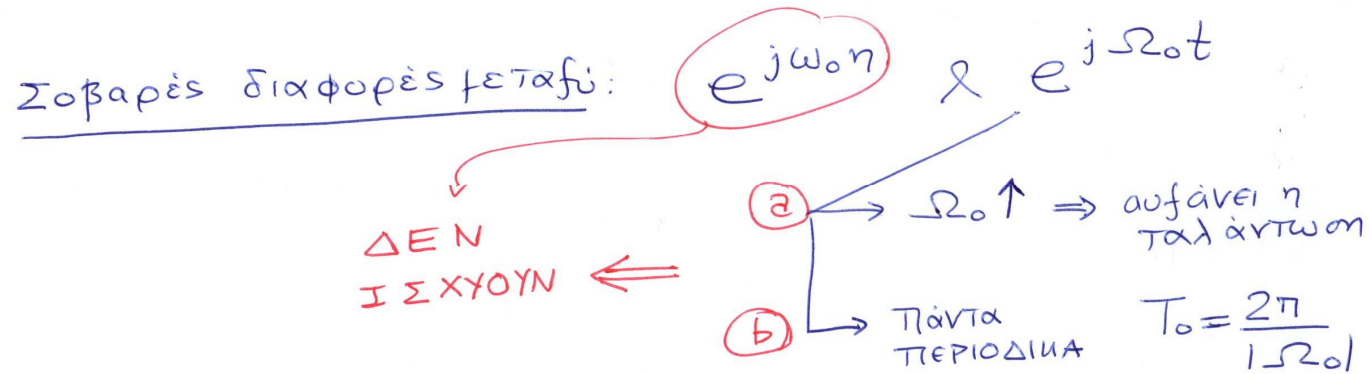 Σοβαρές διαφορές μεταξύ: e^{jω₀n} & e^{jΩ₀t}
ⓐ → Ω₀ ↑ ⇒ αυξάνει η
ταλάντωση
ΔΕΝ
ΙΣΧΥΟΥΝ ⇐
ⓑ → Πάντα
ΠΕΡΙΟΔΙΚΑ
T₀ = 2π / |Ω₀|